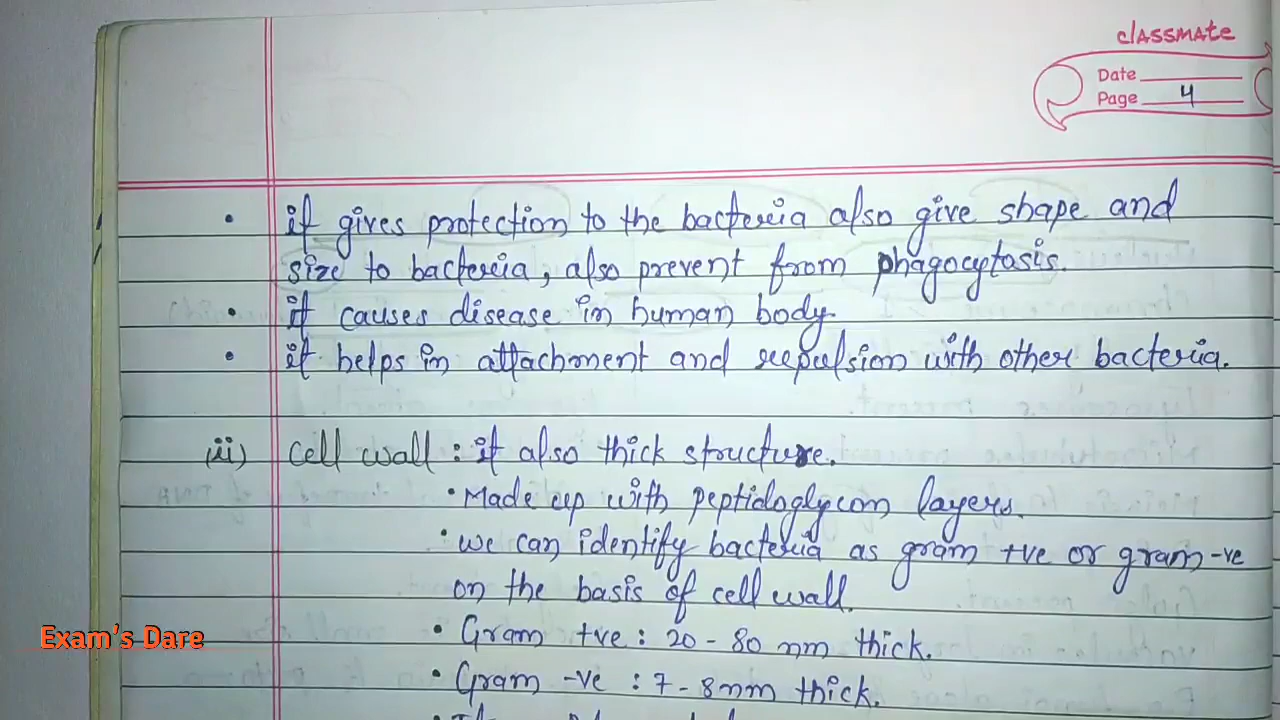 classmate
Date
Page 4
• it gives protection to the bacteria also give shape and
size to bacteria, also prevent from phagocytosis.
• it causes disease in human body.
• it helps in attachment and repulsion with other bacteria.
(ii) Cell wall : it also thick structure.
• Made up with peptidoglycan layers.
• we can identify bacteria as gram +ve or gram -ve
on the basis of cell wall.
Exam's Dare
• Gram +ve : 20 - 80 nm thick.
• Gram -ve : 7 - 8nm thick.